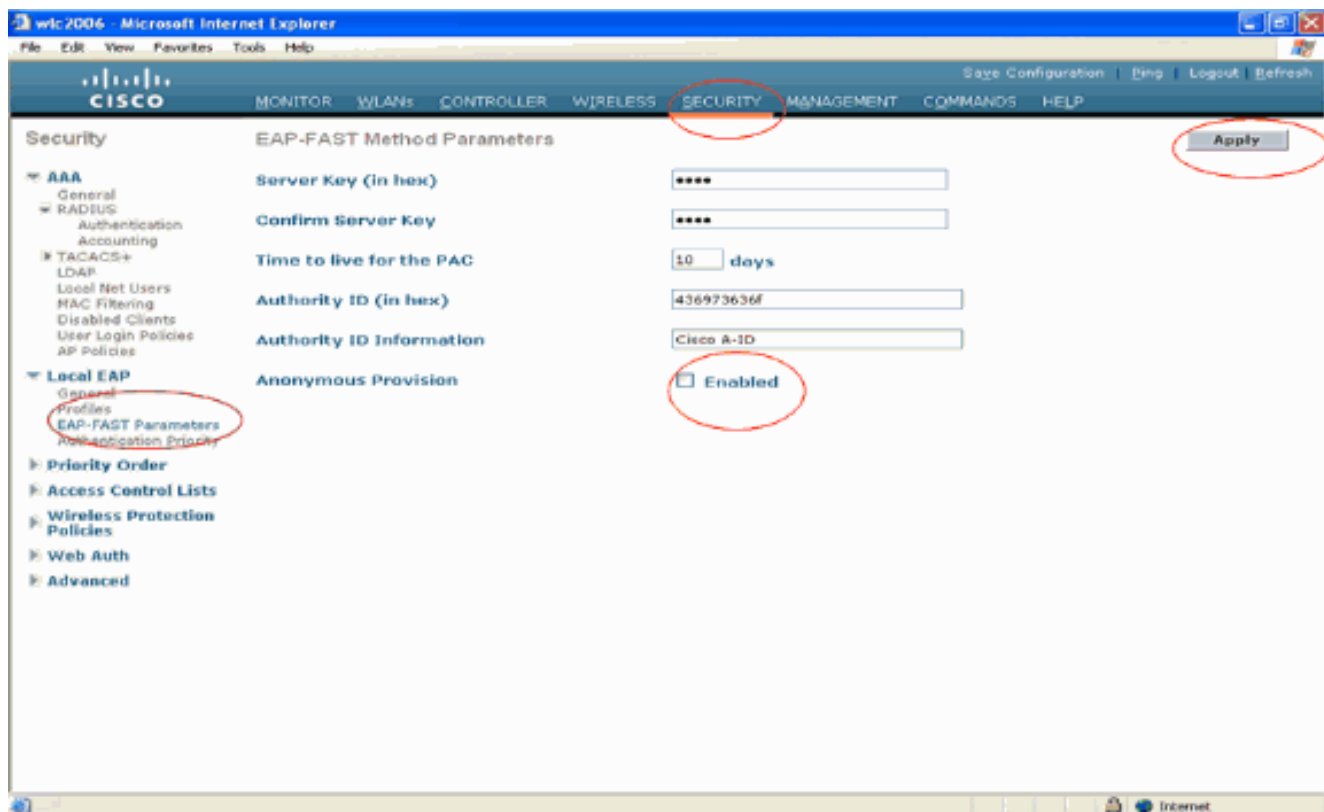 wlc2006 - Microsoft Internet Explorer
File Edit View Favorites Tools Help
Save Configuration | Ping | Logout | Refresh
CISCO
MONITOR WLANs CONTROLLER WIRELESS SECURITY MANAGEMENT COMMANDS HELP
Security
EAP-FAST Method Parameters
Apply
AAA
General
RADIUS
Authentication
Accounting
TACACS+
LDAP
Local Net Users
MAC Filtering
Disabled Clients
User Login Policies
AP Policies
Local EAP
General
Profiles
EAP-FAST Parameters
Authentication Priority
Priority Order
Access Control Lists
Wireless Protection
Policies
Web Auth
Advanced
Server Key (in hex) ••••
Confirm Server Key ••••
Time to live for the PAC 10 days
Authority ID (in hex) 436973636f
Authority ID Information Cisco A-ID
Anonymous Provision Enabled
Internet